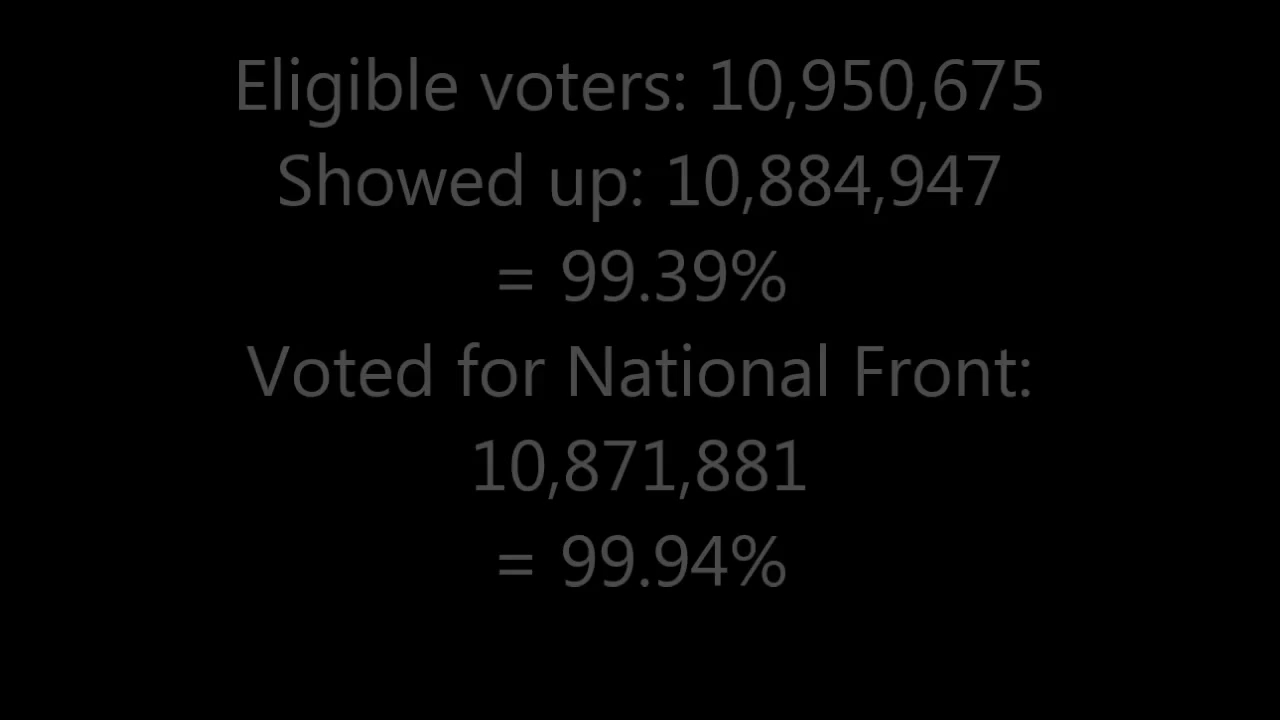 Eligible voters: 10,950,675
Showed up: 10,884,947
= 99.39%
Voted for National Front:
10,871,881
= 99.94%